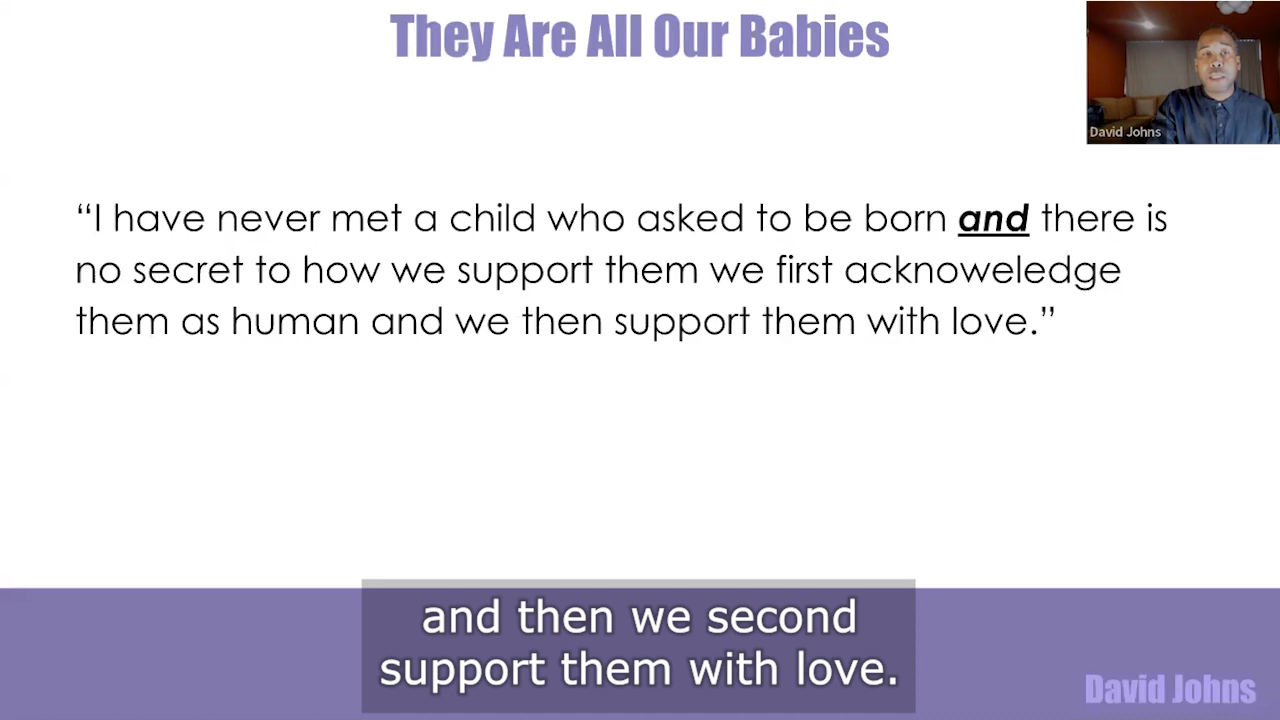 They Are All Our Babies
David Johns
“I have never met a child who asked to be born and there is
no secret to how we support them we first acknoweledge
them as human and we then support them with love.”
and then we second
support them with love.
David Johns